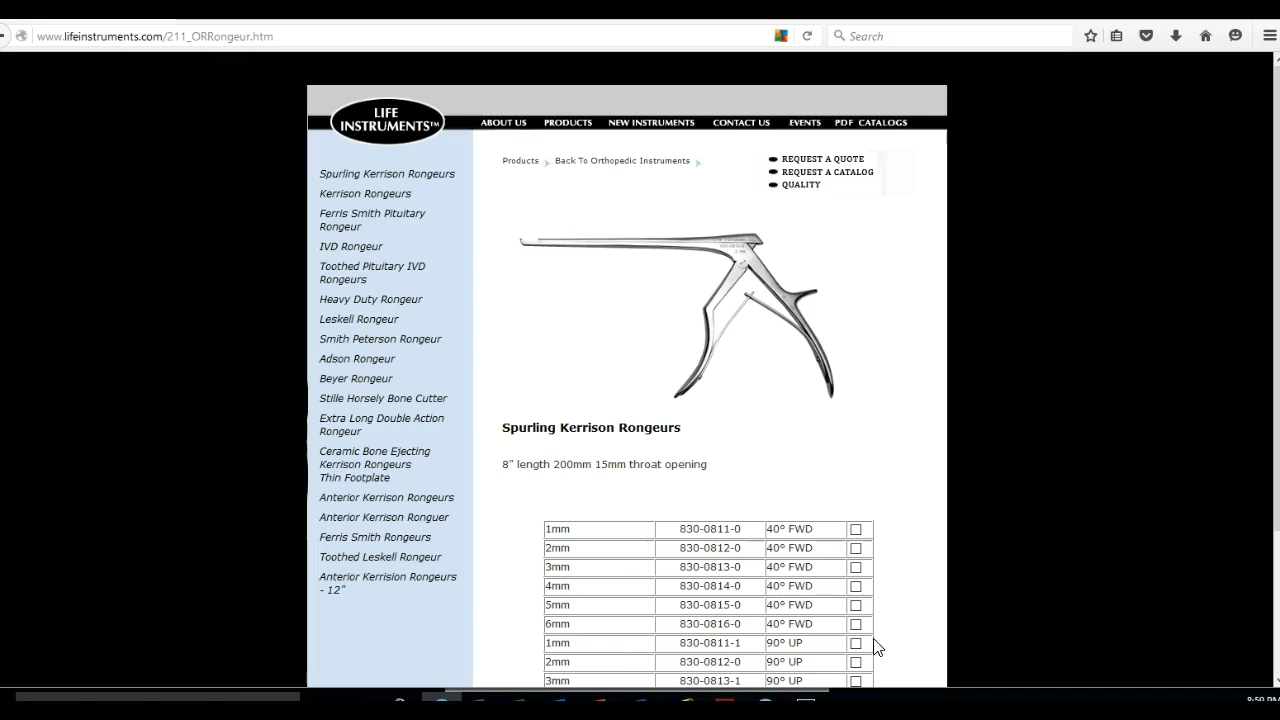 www.lifeinstruments.com/211_ORRongeur.htm
Search
LIFE
INSTRUMENTS™
ABOUT US
PRODUCTS
NEW INSTRUMENTS
CONTACT US
EVENTS
PDF CATALOGS
Products
Back To Orthopedic Instruments
REQUEST A QUOTE
REQUEST A CATALOG
QUALITY
Spurling Kerrison Rongeurs
Kerrison Rongeurs
Ferris Smith Pituitary
Rongeur
IVD Rongeur
Toothed Pituitary IVD
Rongeurs
Heavy Duty Rongeur
Leskell Rongeur
Smith Peterson Rongeur
Adson Rongeur
Beyer Rongeur
Stille Horsely Bone Cutter
Extra Long Double Action
Rongeur
Ceramic Bone Ejecting
Kerrison Rongeurs
Thin Footplate
Anterior Kerrison Rongeurs
Anterior Kerrison Ronguer
Ferris Smith Rongeurs
Toothed Leskell Rongeur
Anterior Kerrision Rongeurs
- 12"
Spurling Kerrison Rongeurs
8" length 200mm 15mm throat opening
1mm 830-0811-0 40° FWD
2mm 830-0812-0 40° FWD
3mm 830-0813-0 40° FWD
4mm 830-0814-0 40° FWD
5mm 830-0815-0 40° FWD
6mm 830-0816-0 40° FWD
1mm 830-0811-1 90° UP
2mm 830-0812-0 90° UP
3mm 830-0813-1 90° UP